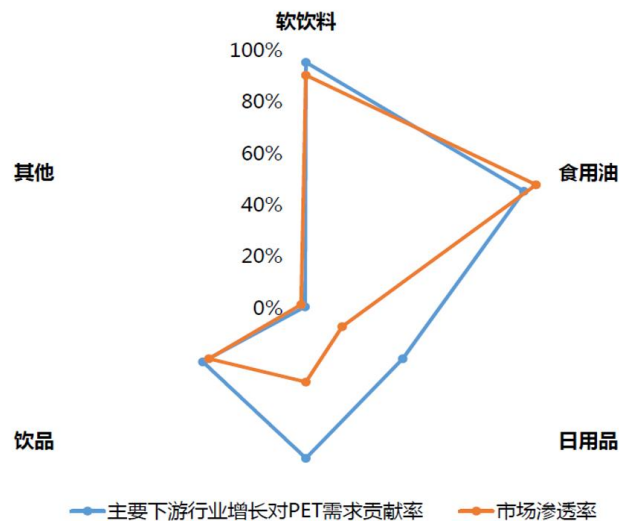 软饮料
100%
80%
60%
40%
20%
0%
其他
食用油
饮品
日用品
主要下游行业增长对PET需求贡献率
市场渗透率